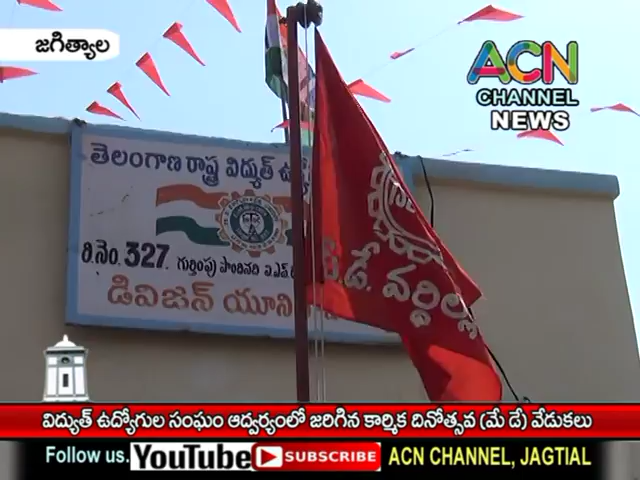 జగిత్యాల
ACN
CHANNEL
NEWS
తెలంగాణ రాష్ట్ర విద్యుత్
రి.నెం. 327. గుర్తింపు పొందినది
డివిజన్
మే డే. వర్ధిల్లా
విద్యుత్ ఉద్యోగుల సంఘం ఆద్వర్యంలో జరిగిన కార్మిక దినోత్సవ (మే డే) వేడుకలు
Follow us. YouTube SUBSCRIBE ACN CHANNEL, JAGTIAL